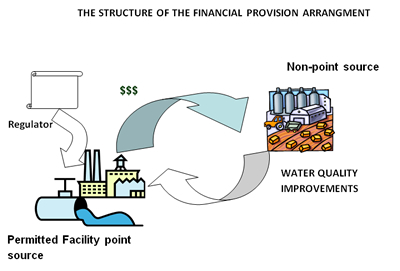 THE STRUCTURE OF THE FINANCIAL PROVISION ARRANGMENT
Non-point source
$$$
Regulator
WATER QUALITY
IMPROVEMENTS
Permitted Facility point
source